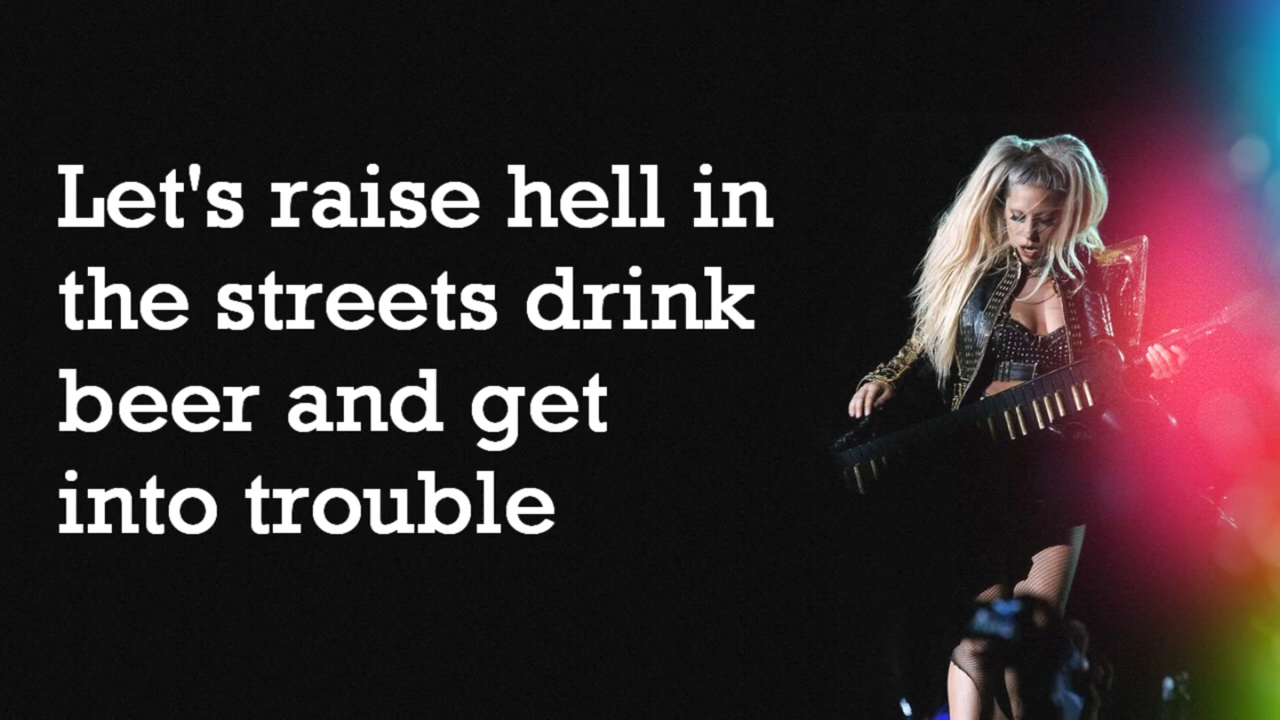 Let's raise hell in
the streets drink
beer and get
into trouble